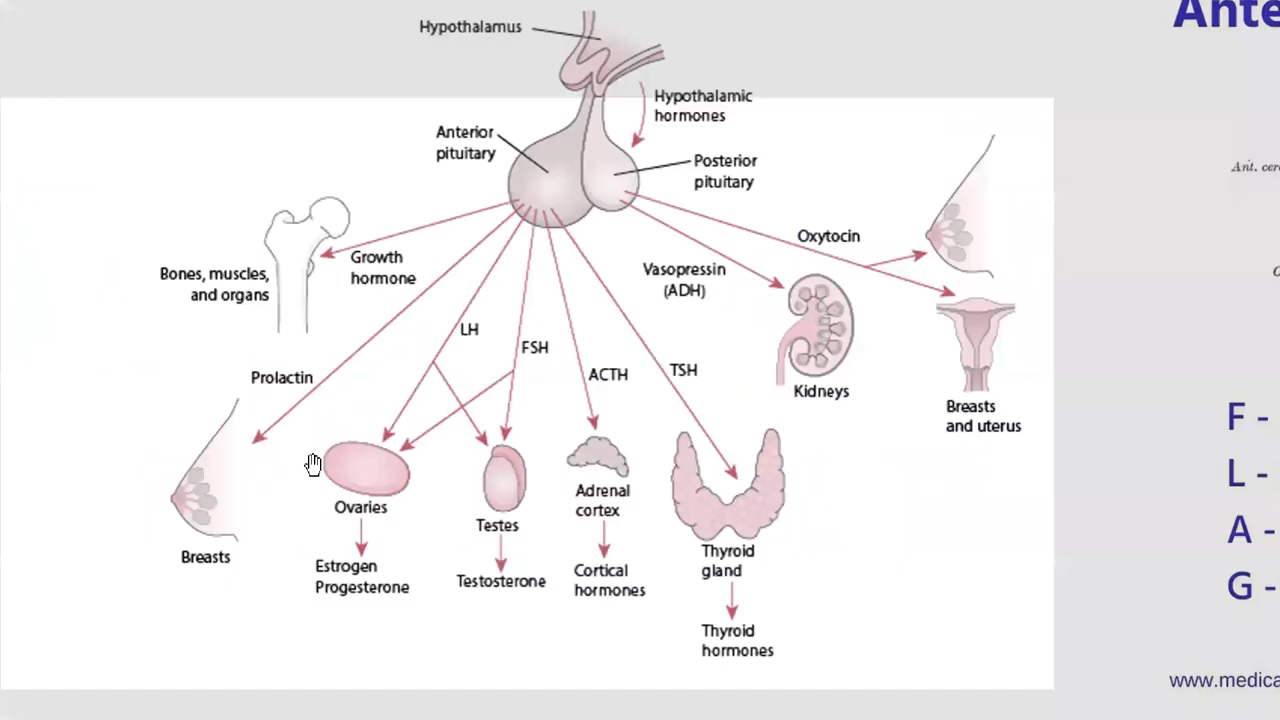 Hypothalamus
Hypothalamic
hormones
Anterior
pituitary
Posterior
pituitary
Oxytocin
Growth
hormone
Bones, muscles,
and organs
Vasopressin
(ADH)
LH
FSH
ACTH
TSH
Prolactin
Kidneys
Breasts
and uterus
Breasts
Ovaries
Estrogen
Progesterone
Testes
Testosterone
Adrenal
cortex
Cortical
hormones
Thyroid
gland
Thyroid
hormones
Ante
Ant. cer
F -
L -
A -
G -
www.medica